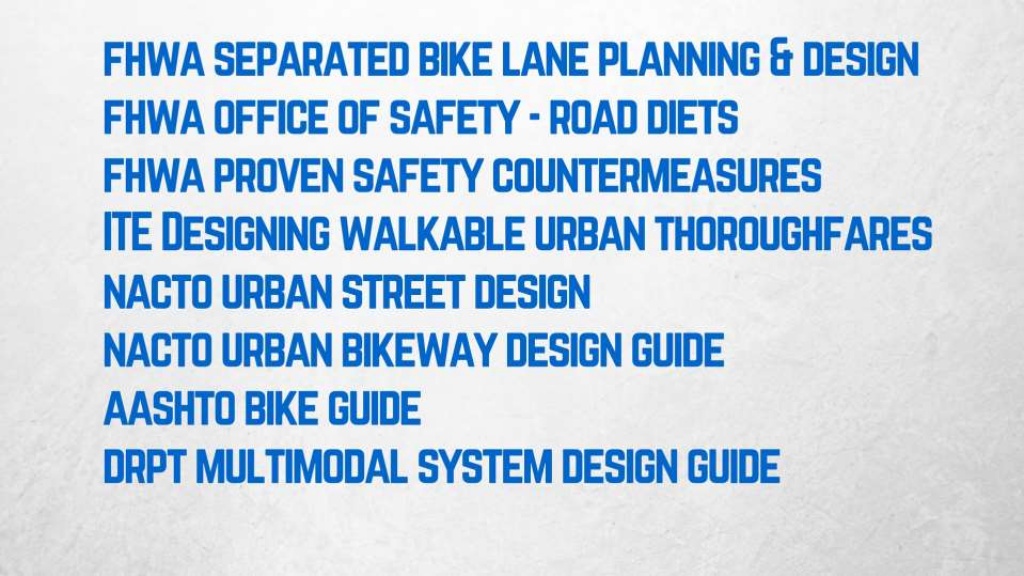 FHWA SEPARATED BIKE LANE PLANNING & DESIGN
FHWA OFFICE OF SAFETY - ROAD DIETS
FHWA PROVEN SAFETY COUNTERMEASURES
ITE DESIGNING WALKABLE URBAN THOROUGHFARES
NACTO URBAN STREET DESIGN
NACTO URBAN BIKEWAY DESIGN GUIDE
AASHTO BIKE GUIDE
DRPT MULTIMODAL SYSTEM DESIGN GUIDE